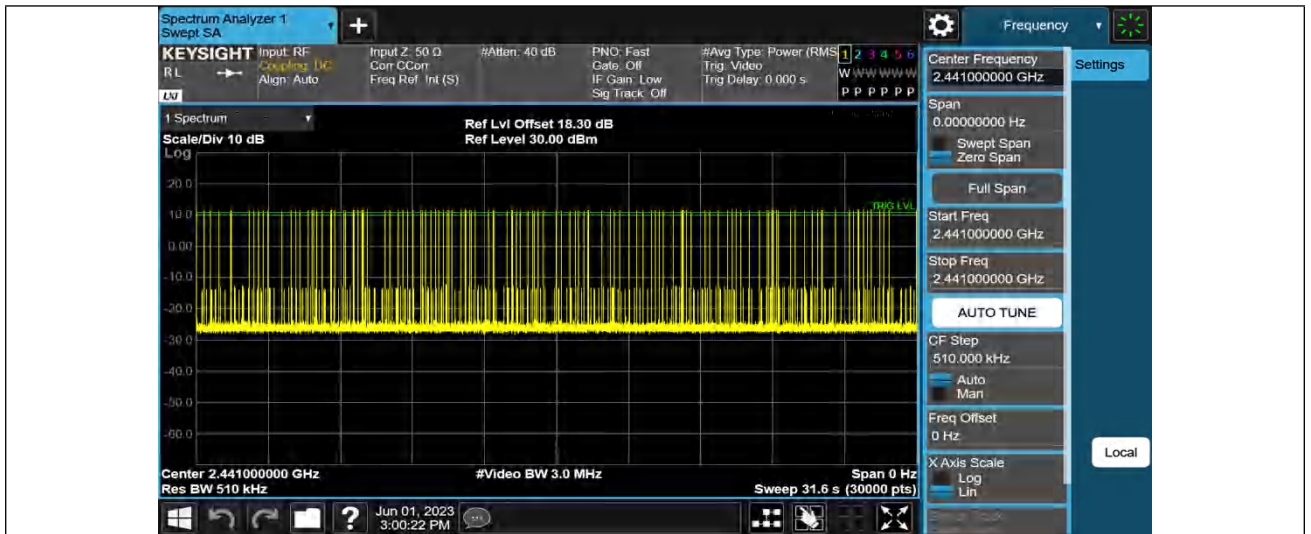 Spectrum Analyzer 1
Swept SA
+
Frequency
KEYSIGHT
RL
LXI
Input: RF
Coupling: DC
Align: Auto
Input Z: 50 Ω
Corr CCorr
Freq Ref: Int (S)
#Atten: 40 dB
PNO: Fast
Gate: Off
IF Gain: Low
Sig Track: Off
#Avg Type: Power (RMS
Trig: Video
Trig Delay: 0.000 s
1 2 3 4 5 6
W W W W W W
P P P P P P
1 Spectrum
Scale/Div 10 dB
Ref Lvl Offset 18.30 dB
Ref Level 30.00 dBm
Log
20.0
10.0
0.00
-10.0
-20.0
-30.0
-40.0
-50.0
-60.0
TRIG LVL
Center 2.441000000 GHz
#Video BW 3.0 MHz
Span 0 Hz
Res BW 510 kHz
Sweep 31.6 s (30000 pts)
?
Jun 01, 2023
3:00:22 PM
Center Frequency
2.441000000 GHz
Settings
Span
0.00000000 Hz
Swept Span
Zero Span
Full Span
Start Freq
2.441000000 GHz
Stop Freq
2.441000000 GHz
AUTO TUNE
CF Step
510.000 kHz
Auto
Man
Freq Offset
0 Hz
X Axis Scale
Log
Lin
Local